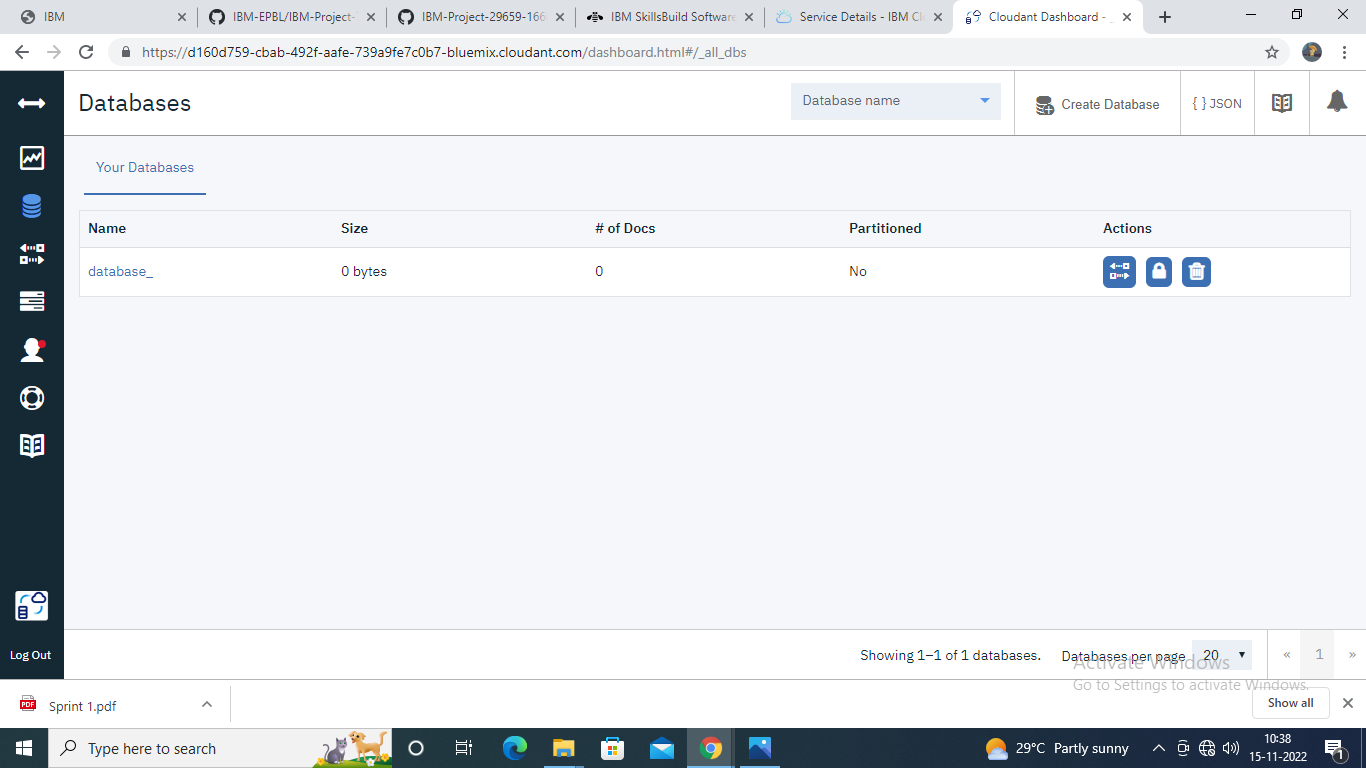 IBM
IBM-EPBL/IBM-Project-
IBM-Project-29659-166
IBM SkillsBuild Software
Service Details - IBM Cl
Cloudant Dashboard - _
https://d160d759-cbab-492f-aafe-739a9fe7c0b7-bluemix.cloudant.com/dashboard.html#/_all_dbs
Databases
Database name
Create Database
{ } JSON
Your Databases
Name Size # of Docs Partitioned Actions
database_ 0 bytes 0 No
Log Out
Showing 1–1 of 1 databases. Databases per page 20 « 1 »
Activate Windows
Go to Settings to activate Windows.
PDF
Sprint 1.pdf
Show all
Type here to search
29°C Partly sunny
10:38
15-11-2022
1